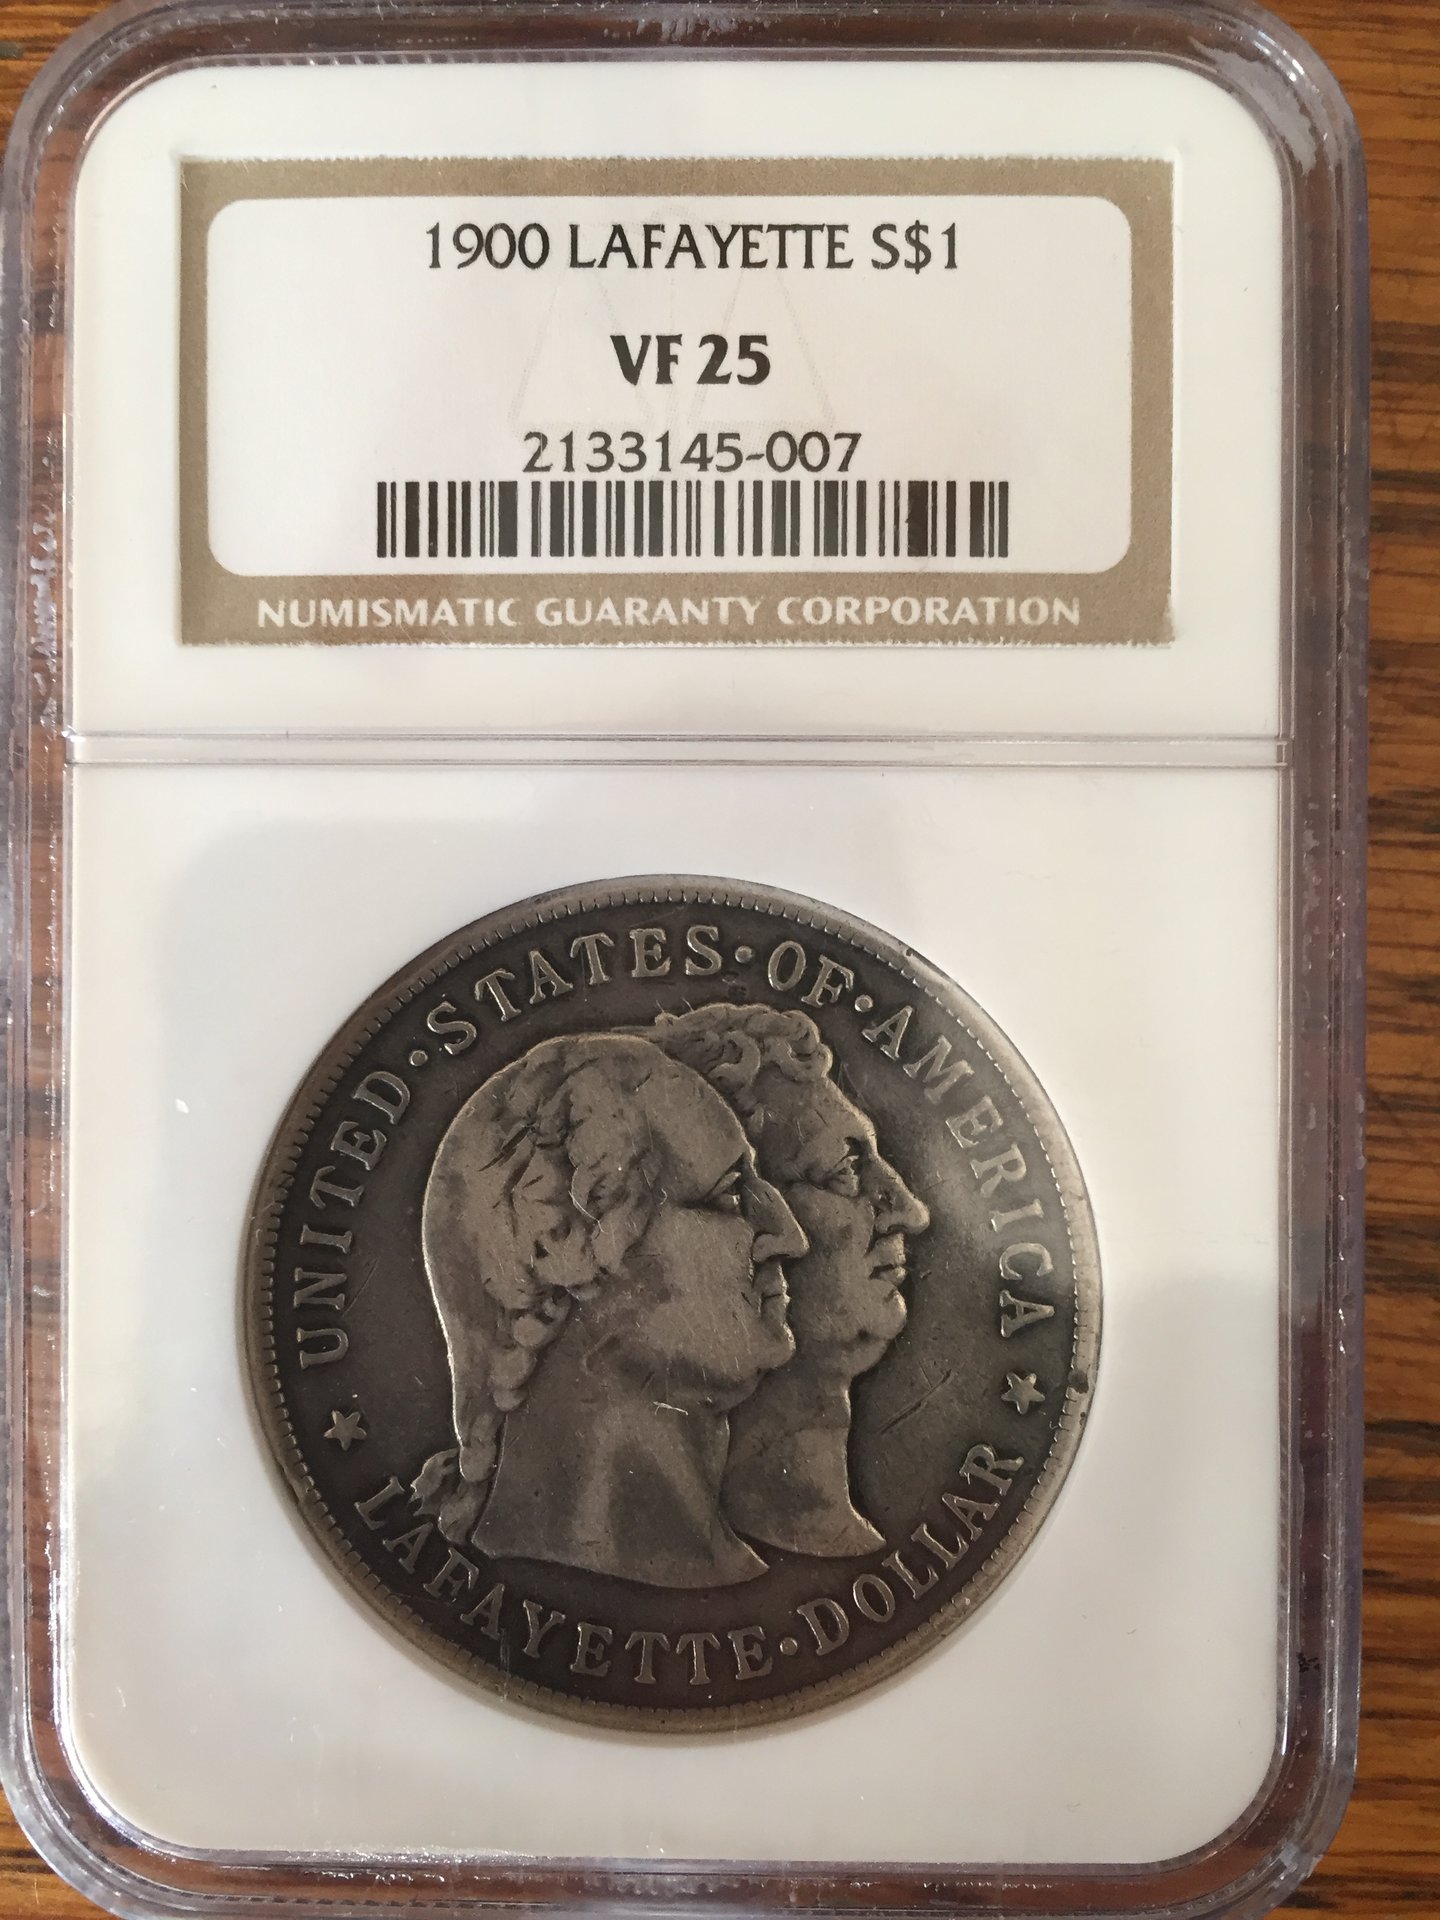 1900 LAFAYETTE S$1
VF 25
2133145-007
NUMISMATIC GUARANTY CORPORATION
UNITED·STATES·OF·AMERICA
LAFAYETTE·DOLLAR